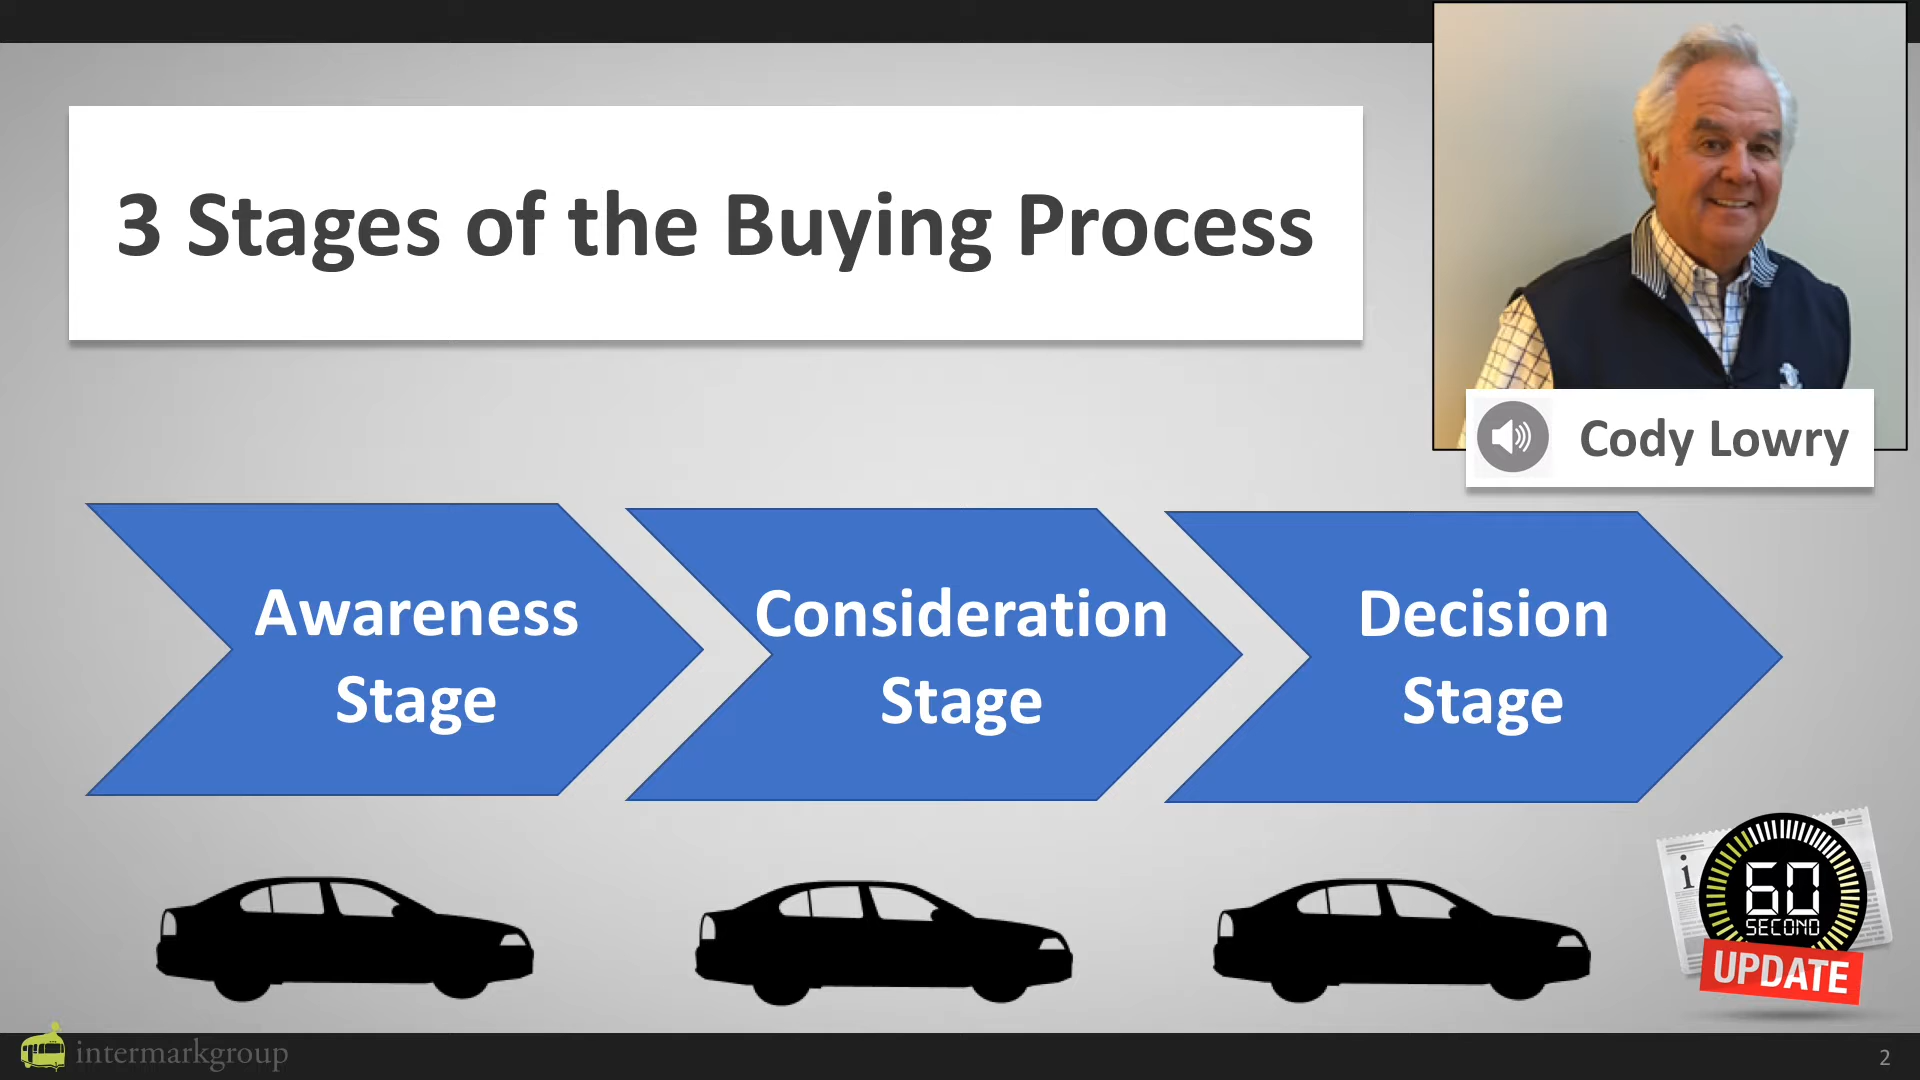 3 Stages of the Buying Process
Cody Lowry
Awareness
Stage
Consideration
Stage
Decision
Stage
i
60
SECOND
UPDATE
intermarkgroup
2